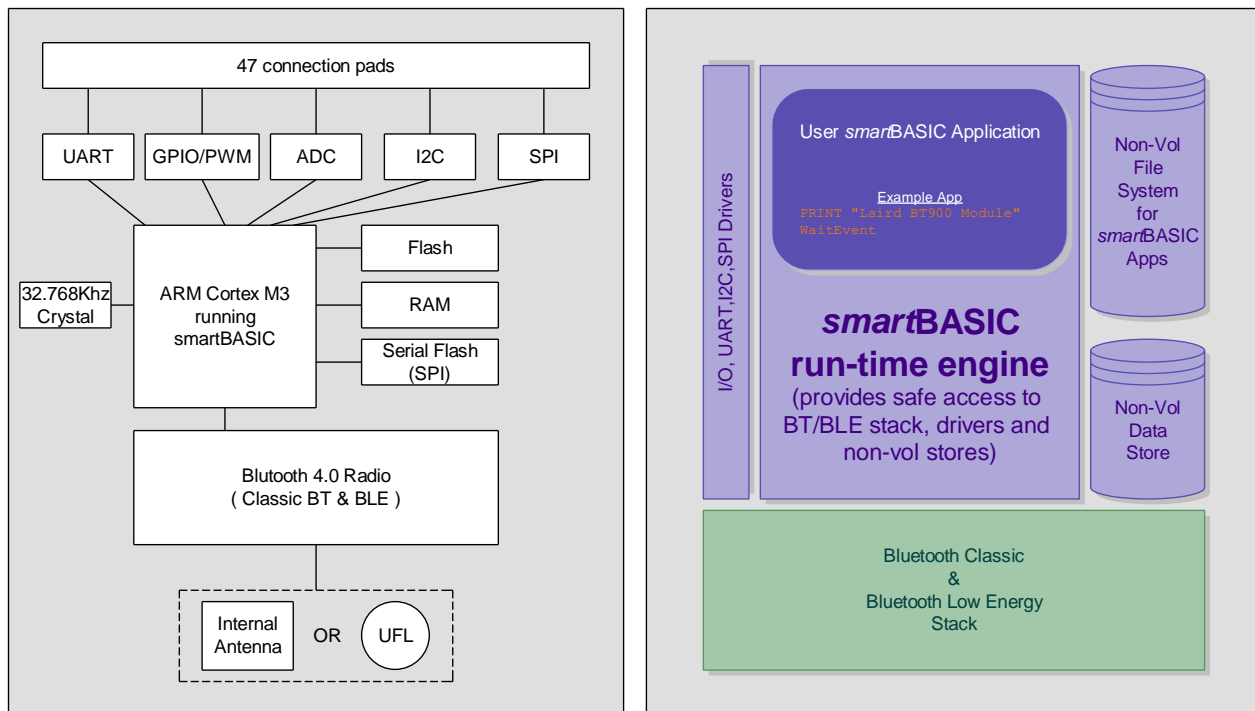 47 connection pads
UART
GPIO/PWM
ADC
I2C
SPI
32.768Khz
Crystal
ARM Cortex M3
running
smartBASIC
Flash
RAM
Serial Flash
(SPI)
Blutooth 4.0 Radio
( Classic BT & BLE )
Internal
Antenna
OR
UFL
I/O, UART,I2C,SPI Drivers
User smartBASIC Application
Example App
PRINT "Laird BT900 Module"
WaitEvent
smartBASIC
run-time engine
(provides safe access to
BT/BLE stack, drivers and
non-vol stores)
Non-Vol
File
System
for
smartBASIC
Apps
Non-Vol
Data
Store
Bluetooth Classic
&
Bluetooth Low Energy
Stack